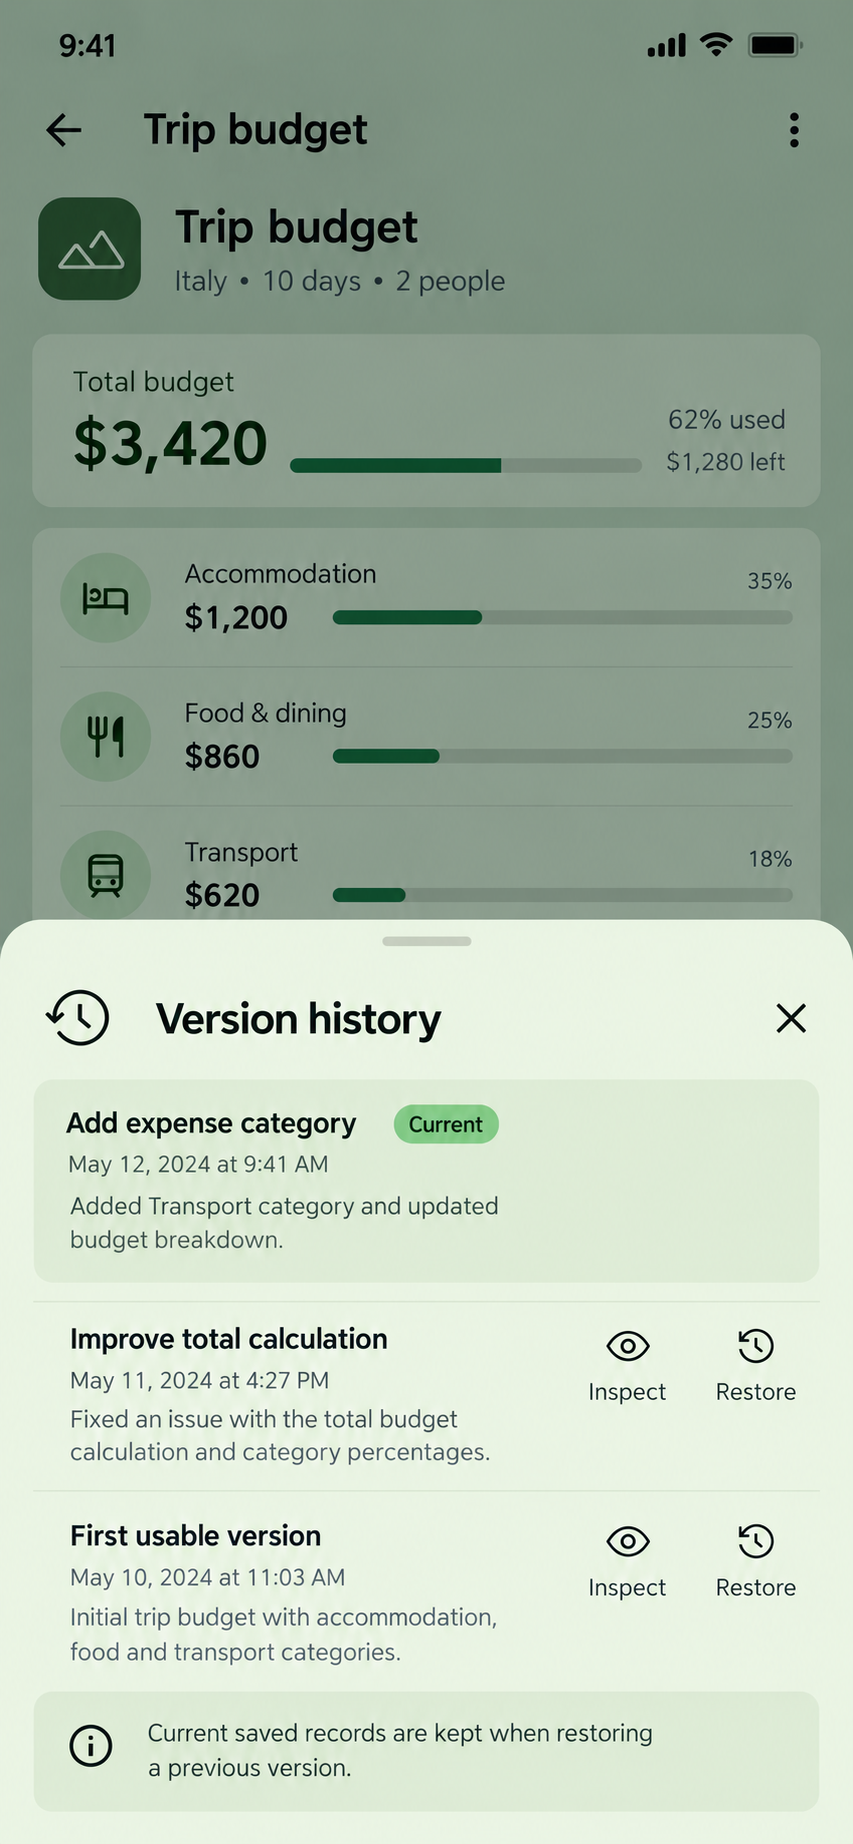 9:41
Trip budget
Trip budget
Italy • 10 days • 2 people
Total budget
$3,420
62% used
$1,280 left
Accommodation
35%
$1,200
Food & dining
25%
$860
Transport
18%
$620
Version history
Add expense category
Current
May 12, 2024 at 9:41 AM
Added Transport category and updated
budget breakdown.
Improve total calculation
May 11, 2024 at 4:27 PM
Fixed an issue with the total budget
calculation and category percentages.
Inspect
Restore
First usable version
May 10, 2024 at 11:03 AM
Initial trip budget with accommodation,
food and transport categories.
Inspect
Restore
Current saved records are kept when restoring
a previous version.